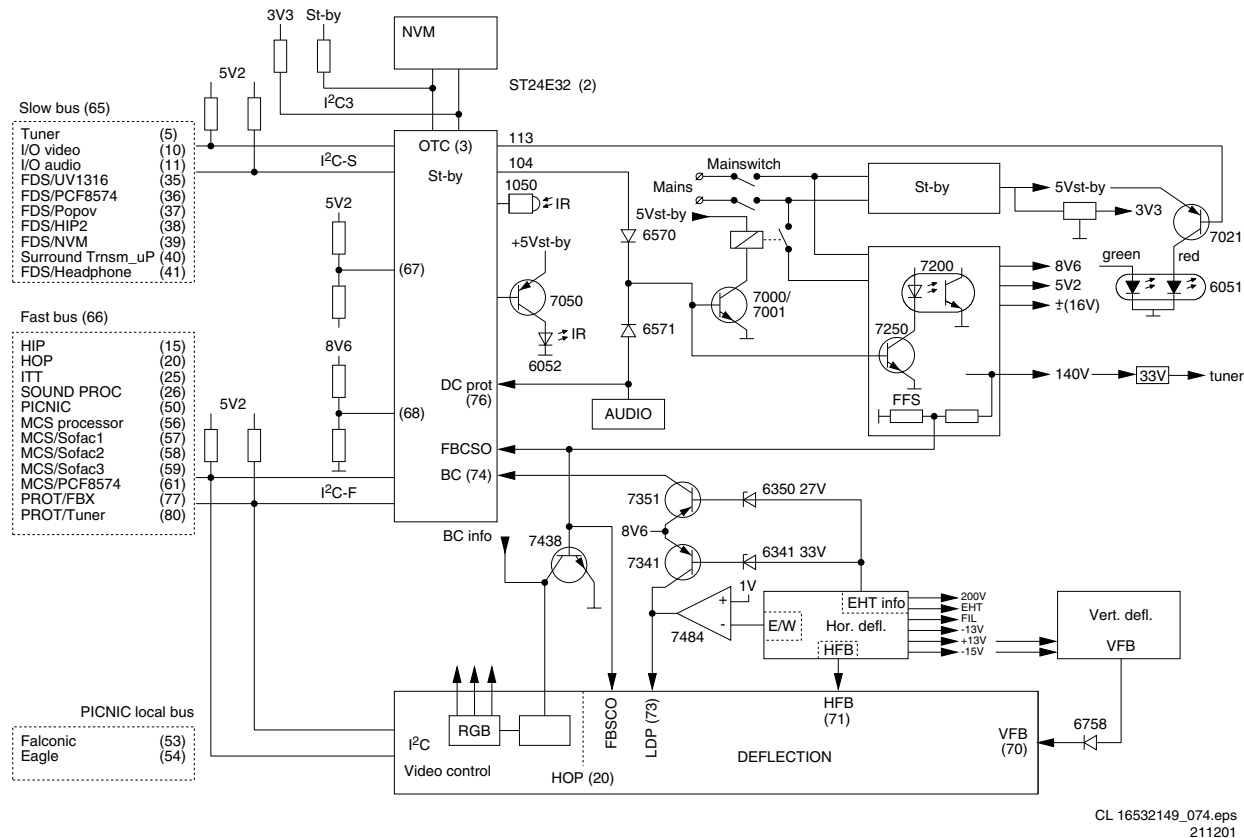 3V3 St-by
NVM
5V2
ST24E32 (2)
I²C3
Slow bus (65)
Tuner (5)
I/O video (10)
I/O audio (11)
FDS/UV1316 (35)
FDS/PCF8574 (36)
FDS/Popov (37)
FDS/HIP2 (38)
FDS/NVM (39)
Surround Trnsm_uP (40)
FDS/Headphone (41)
I²C-S
OTC (3)
St-by
113
104
1050
IR
5V2
(67)
+5Vst-by
7050
IR
6052
6570
6571
Mainswitch
Mains
5Vst-by
7000/
7001
St-by
5Vst-by
3V3
7021
green red
6051
7200
7250
8V6
5V2
±(16V)
140V
33V
tuner
FFS
Fast bus (66)
HIP (15)
HOP (20)
ITT (25)
SOUND PROC (26)
PICNIC (50)
MCS processor (56)
MCS/Sofac1 (57)
MCS/Sofac2 (58)
MCS/Sofac3 (59)
MCS/PCF8574 (61)
PROT/FBX (77)
PROT/Tuner (80)
5V2
I²C-F
8V6
(68)
DC prot
(76)
AUDIO
FBCSO
BC (74)
BC info
7438
7351
6350 27V
8V6
7341
6341 33V
1V
+
-
7484
E/W
EHT info
Hor. defl.
HFB
200V
EHT
FIL
-13V
+13V
-15V
Vert. defl.
VFB
6758
PICNIC local bus
Falconic (53)
Eagle (54)
I²C
RGB
Video control
HOP (20)
FBSCO
LDP (73)
HFB
(71)
DEFLECTION
VFB
(70)
CL 16532149_074.eps
211201